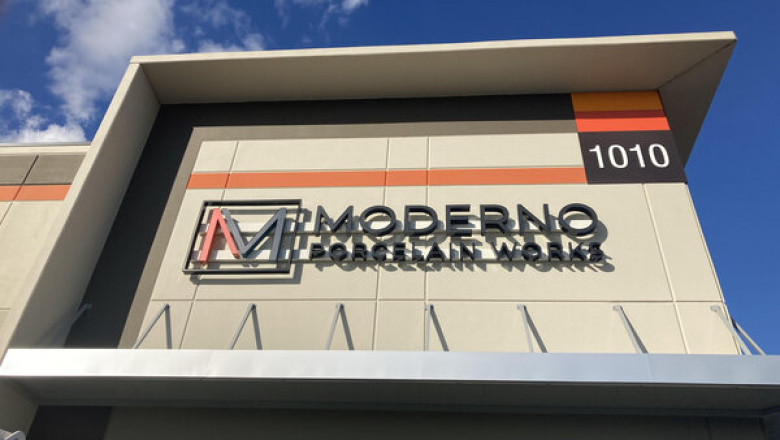 1010
M
MODERNO
PORCELAIN WORKS